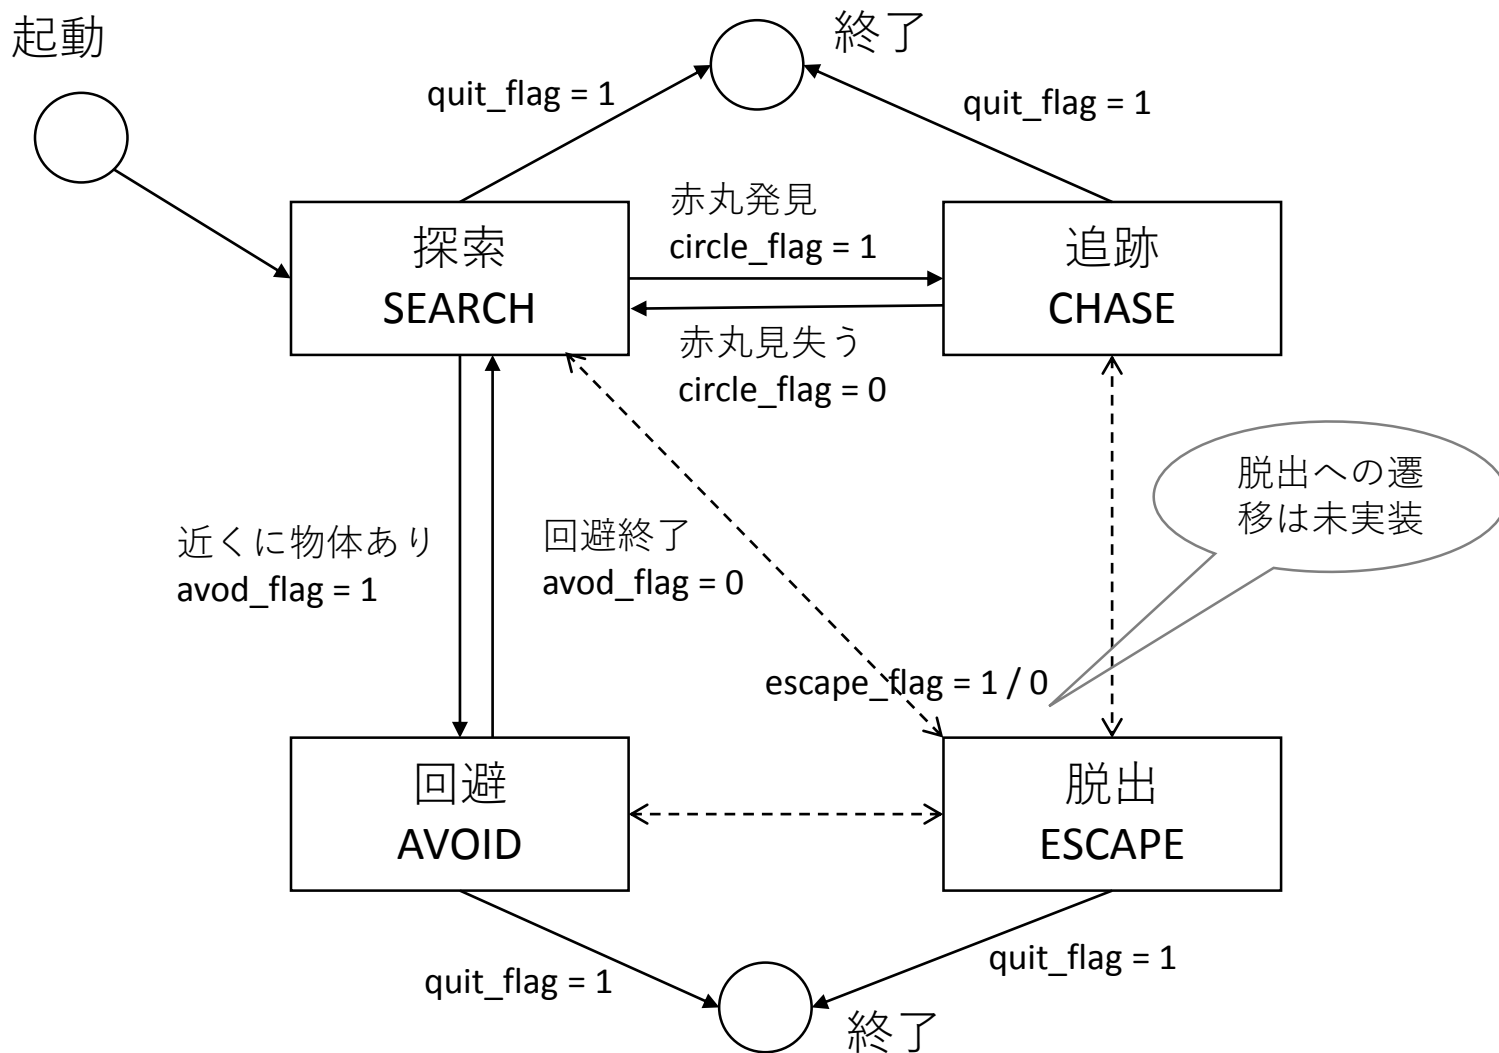 起動
終了
quit_flag = 1
quit_flag = 1
赤丸発見
circle_flag = 1
探索
SEARCH
追跡
CHASE
赤丸見失う
circle_flag = 0
脱出への遷
移は未実装
近くに物体あり
avod_flag = 1
回避終了
avod_flag = 0
escape_flag = 1 / 0
回避
AVOID
脱出
ESCAPE
quit_flag = 1
quit_flag = 1
終了